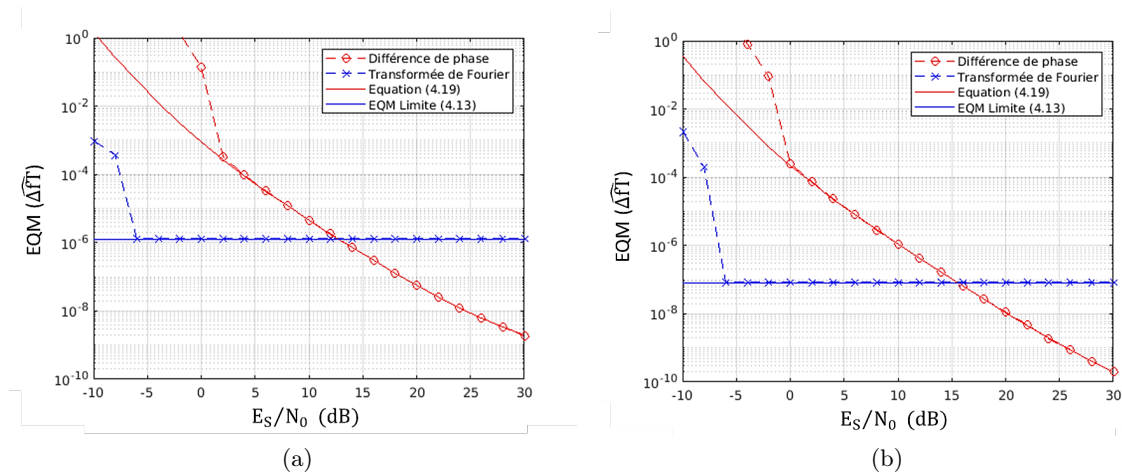 10^0
10^-2
10^-4
10^-6
10^-8
10^-10
EQM (Δ̂fT)
Différence de phase
Transformée de Fourier
Equation (4.19)
EQM Limite (4.13)
-10 -5 0 5 10 15 20 25 30
E_S/N_0 (dB)
(a)
10^0
10^-2
10^-4
10^-6
10^-8
10^-10
EQM (Δ̂fT)
Différence de phase
Transformée de Fourier
Equation (4.19)
EQM Limite (4.13)
-10 -5 0 5 10 15 20 25 30
E_S/N_0 (dB)
(b)